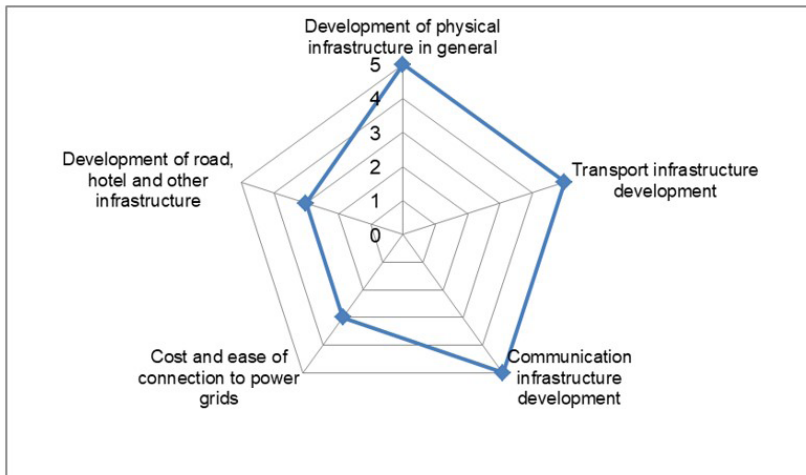 Development of physical
infrastructure in general
5
4
3
2
1
0
Transport infrastructure
development
Communication
infrastructure
development
Cost and ease of
connection to power
grids
Development of road,
hotel and other
infrastructure